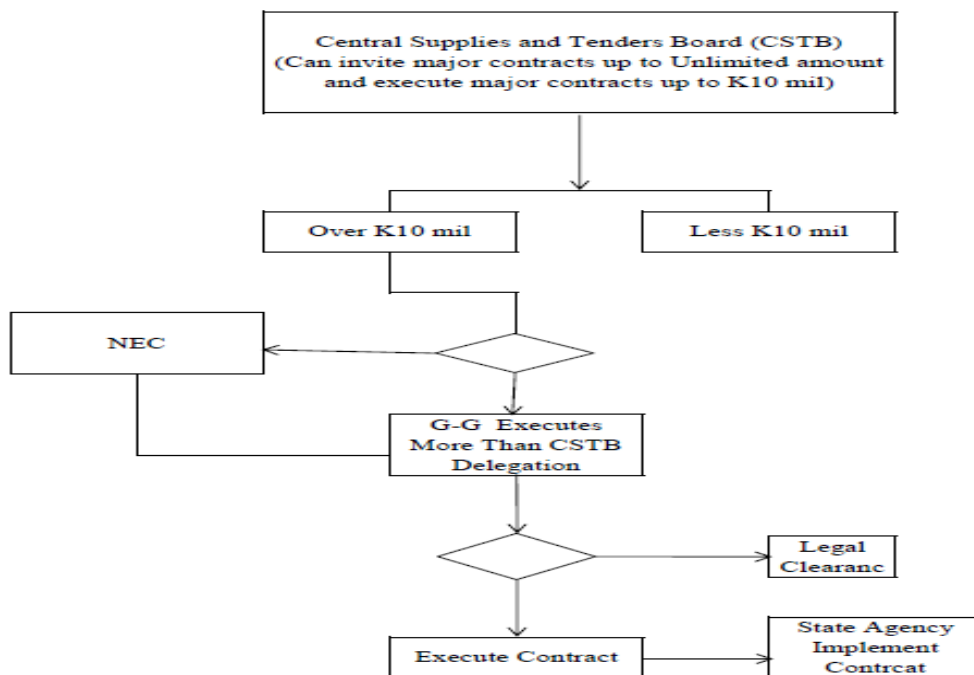 Central Supplies and Tenders Board (CSTB)
(Can invite major contracts up to Unlimited amount
and execute major contracts up to K10 mil)
Over K10 mil
Less K10 mil
NEC
G-G Executes
More Than CSTB
Delegation
Legal
Clearanc
Execute Contract
State Agency
Implement
Contrcat